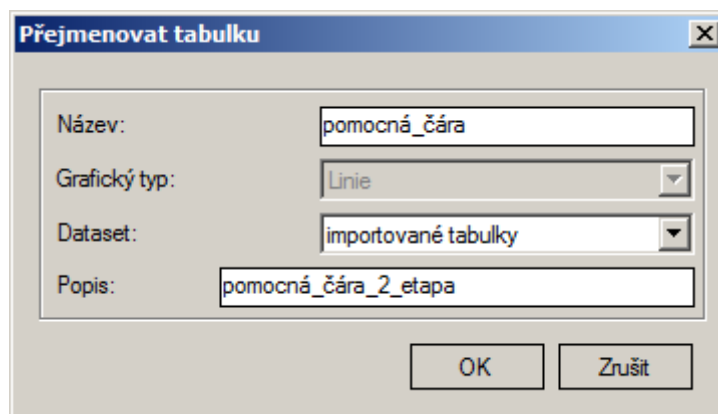 Přejmenovat tabulku
Název: pomocná_čára
Grafický typ: Linie
Dataset: importované tabulky
Popis: pomocná_čára_2_etapa
OK Zrušit